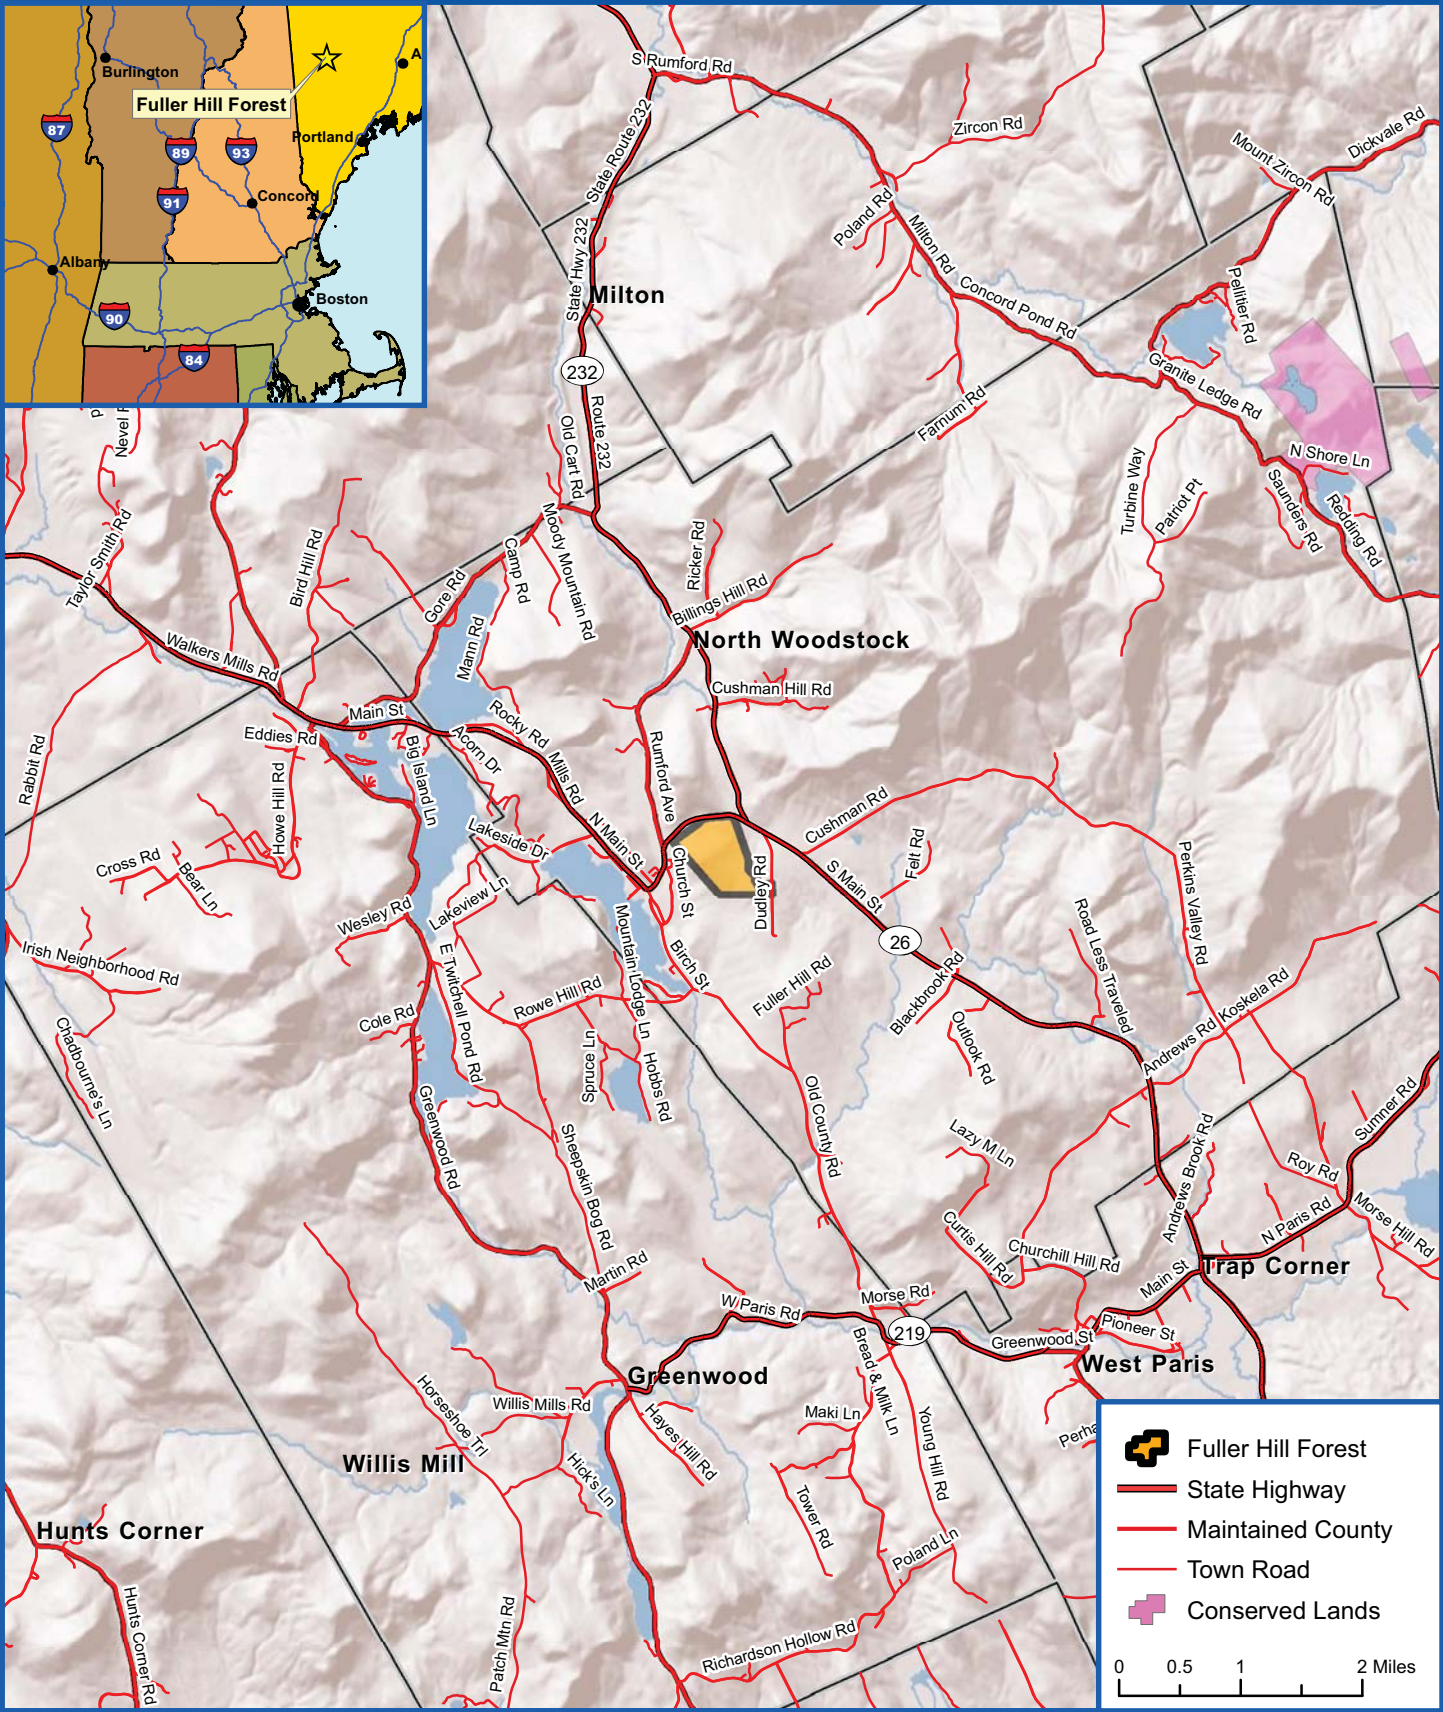 Burlington
A
Fuller Hill Forest
87
89
93
Portland
91
Concord
Albany
Boston
90
84
S Rumford Rd
State Route 232
Zircon Rd
Dickvale Rd
Mount Zircon Rd
Poland Rd
Milton Rd
State Hwy 232
Milton
Concord Pond Rd
Pelltier Rd
232
Granite Ledge Rd
Route 232
Old Cart Rd
Farnum Rd
Nevel
d
N Shore Ln
Turbine Way
Patriot Pt
Saunders Rd
Redding Rd
Taylor Smith Rd
Bird Hill Rd
Moody Mountain Rd
Camp Rd
Gore Rd
Ricker Rd
Billings Hill Rd
North Woodstock
Mann Rd
Walkers Mills Rd
Cushman Hill Rd
Main St
Rocky Rd
Eddies Rd
Acorn Dr
Big Island Ln
Mills Rd
Rumford Ave
Rabbit Rd
Howe Hill Rd
Cushman Rd
N Main St
Lakeside Dr
Felt Rd
Perkins Valley Rd
Cross Rd
Bear Ln
Church St
Dudley Rd
S Main St
Lakeview Ln
Wesley Rd
Mountain Lodge Ln
26
Road Less Traveled
Irish Neighborhood Rd
E Twitchell Pond Rd
Birch St
Fuller Hill Rd
Blackbrook Rd
Koskela Rd
Rowe Hill Rd
Cole Rd
Outlook Rd
Andrews Rd
Chadbourne's Ln
Spruce Ln
Hobbs Rd
Old County Rd
Greenwood Rd
Sumner Rd
Sheepskin Bog Rd
Lazy M Ln
Andrews Brook Rd
Roy Rd
Curtis Hill Rd
Churchill Hill Rd
N Paris Rd
Morse Hill Rd
Martin Rd
Trap Corner
Main St
Morse Rd
W Paris Rd
219
Pioneer St
Greenwood St
West Paris
Greenwood
Bread & Milk Ln
Horseshoe Trl
Willis Mills Rd
Hayes Hill Rd
Maki Ln
Young Hill Rd
Perha
Willis Mill
Hick's Ln
Tower Rd
Hunts Corner
Poland Ln
Hunts Corner Rd
Patch Mtn Rd
Richardson Hollow Rd
Fuller Hill Forest
State Highway
Maintained County
Town Road
Conserved Lands
0 0.5 1 2 Miles